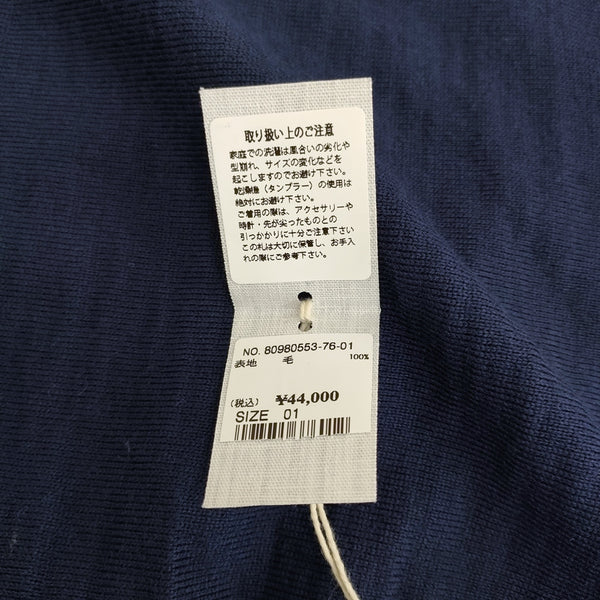 取り扱い上のご注意
家庭での洗濯は風合いの劣化や
型崩れ、サイズの変化などを
起こしますのでお避け下さい。
乾燥機（タンブラー）の使用は
絶対にお避け下さい。
ご着用の際は、アクセサリーや
時計・先が尖ったものとの
引っかかりに十分ご注意下さい
この札は大切に保管し、お手入
れの際にご参考下さい。
NO. 80980553-76-01
表地 毛 100%
(税込) ¥44,000
SIZE 01